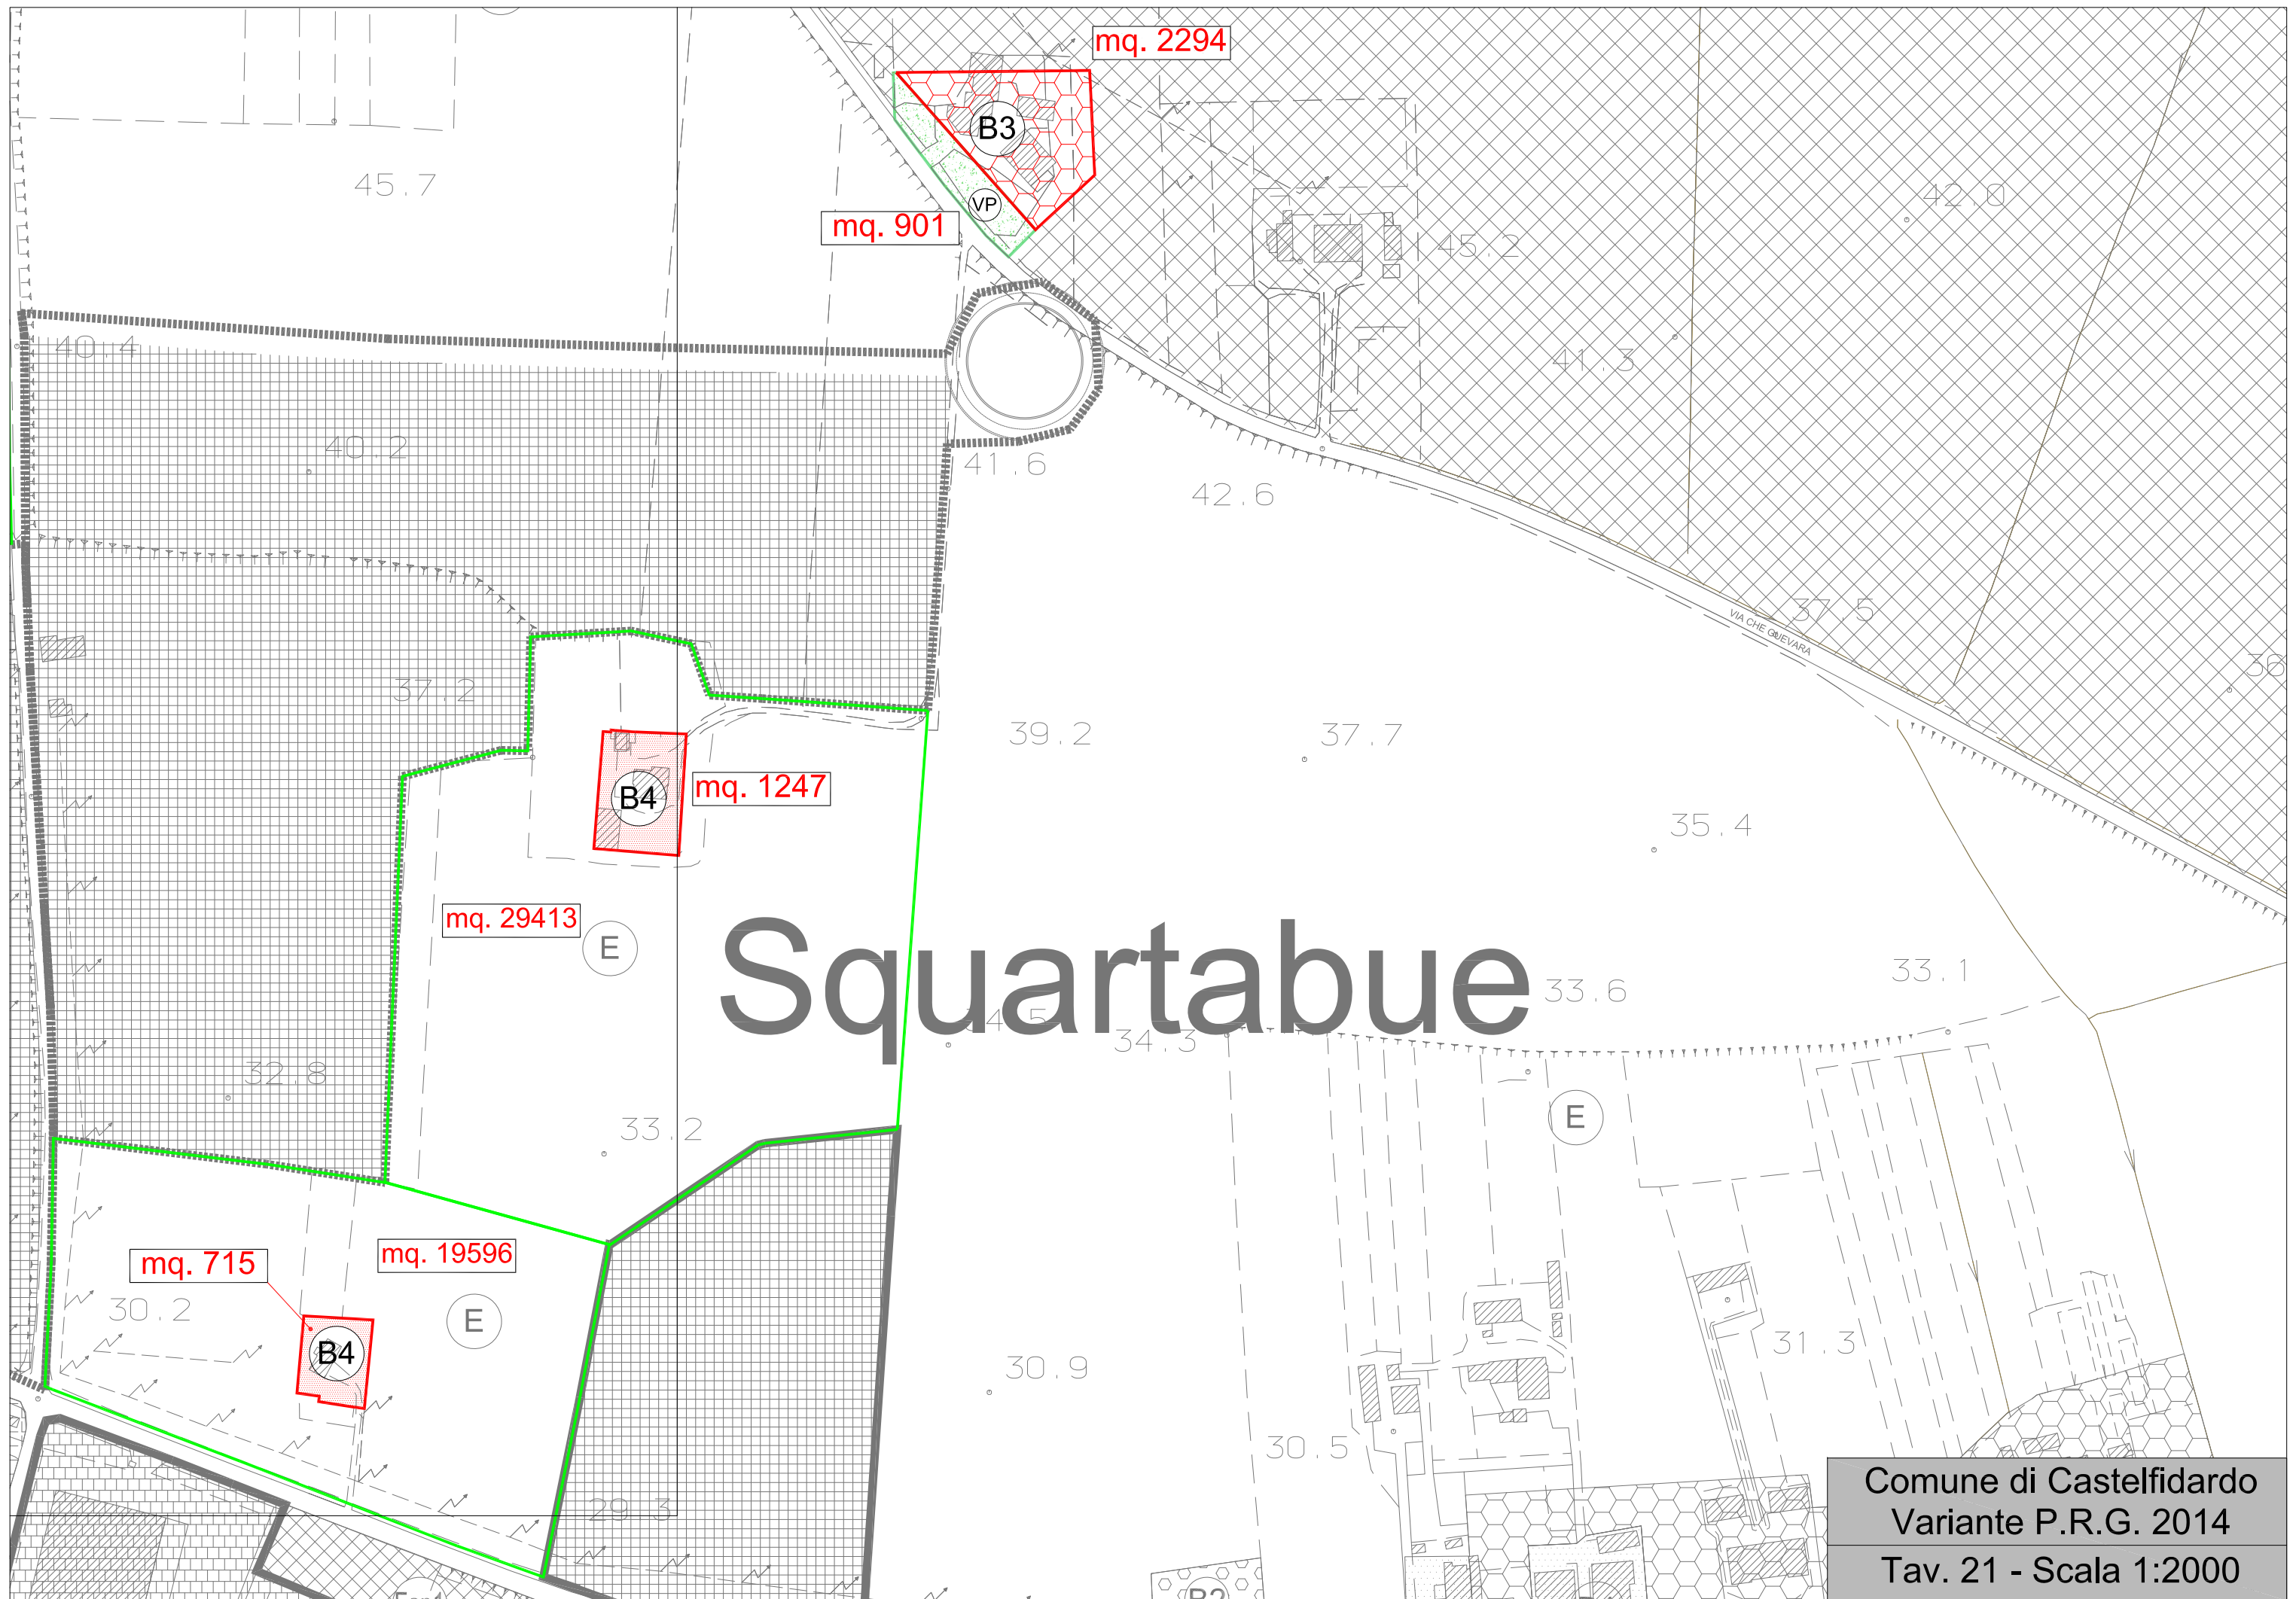 mq. 2294
B3
45.7
VP
mq. 901
42.0
45.2
40.4
41.3
40.2
41.6
42.6
37.5
VIA CHE GUEVARA
36
37.2
39.2
37.7
mq. 1247
B4
35.4
mq. 29413
E
Squartabue
33.6
33.1
34.5
34.3
32.8
33.2
E
mq. 19596
mq. 715
30.2
E
B4
31.3
30.9
30.5
29.3
B2
Comune di Castelfidardo
Variante P.R.G. 2014
Tav. 21 - Scala 1:2000